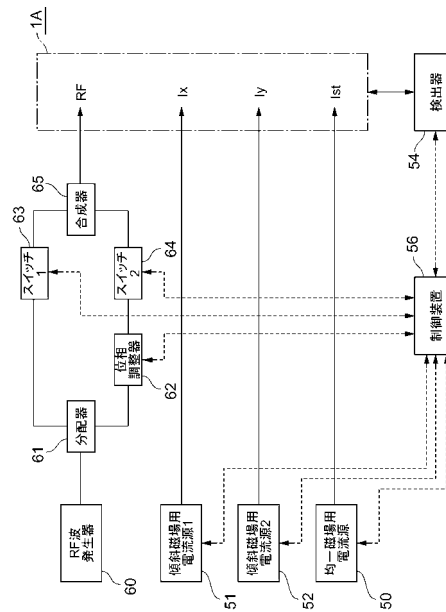 1A
RF
Ix
Iy
Ist
65
合成器
63
スイッチ
1
64
スイッチ
2
位相
調整器
62
61
分配器
RF波
発生器
60
傾斜磁場用
電流源1
51
傾斜磁場用
電流源2
52
均一磁場用
電流源
50
56
制御装置
54
検出器